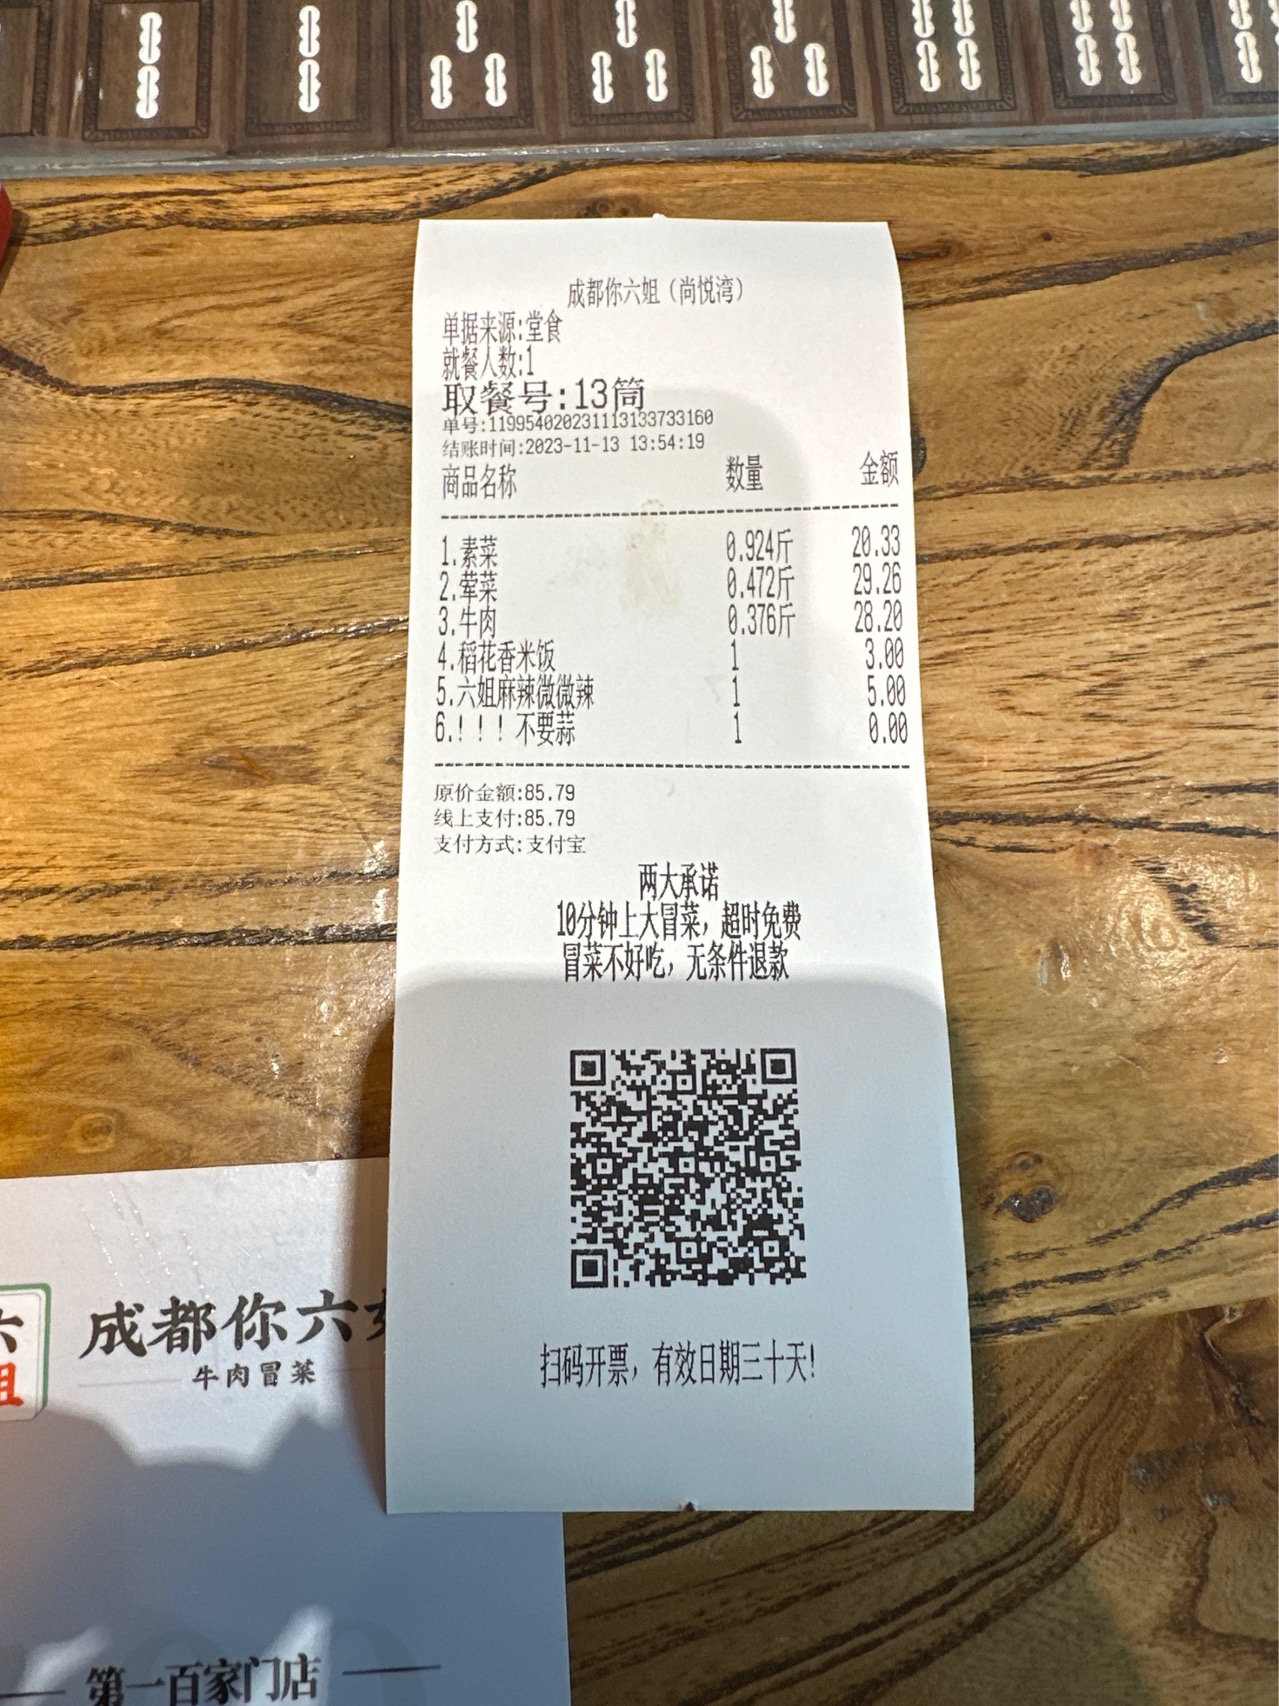 成都你六姐（尚悦湾）
单据来源:堂食
就餐人数:1
取餐号:13筒
单号:119954020231113133733160
结账时间:2023-11-13 13:54:19
商品名称 数量 金额
1.素菜 0.924斤 20.33
2.荤菜 0.472斤 29.26
3.牛肉 0.376斤 28.20
4.稻花香米饭 1 3.00
5.六姐麻辣微微辣 1 5.00
6.！！！不要蒜 1 0.00
原价金额:85.79
线上支付:85.79
支付方式:支付宝
两大承诺
10分钟上大冒菜，超时免费
冒菜不好吃，无条件退款
扫码开票，有效日期三十天!
六
姐
成都你六
牛肉冒菜
第一百家门店